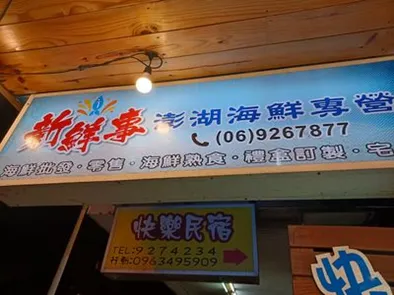 新鮮事 澎湖海鮮專營
(06)9267877
海鮮批發·零售·海鮮熟食·禮盒訂製·宅
快樂民宿
TEL:9274234
行動:0963495909
快